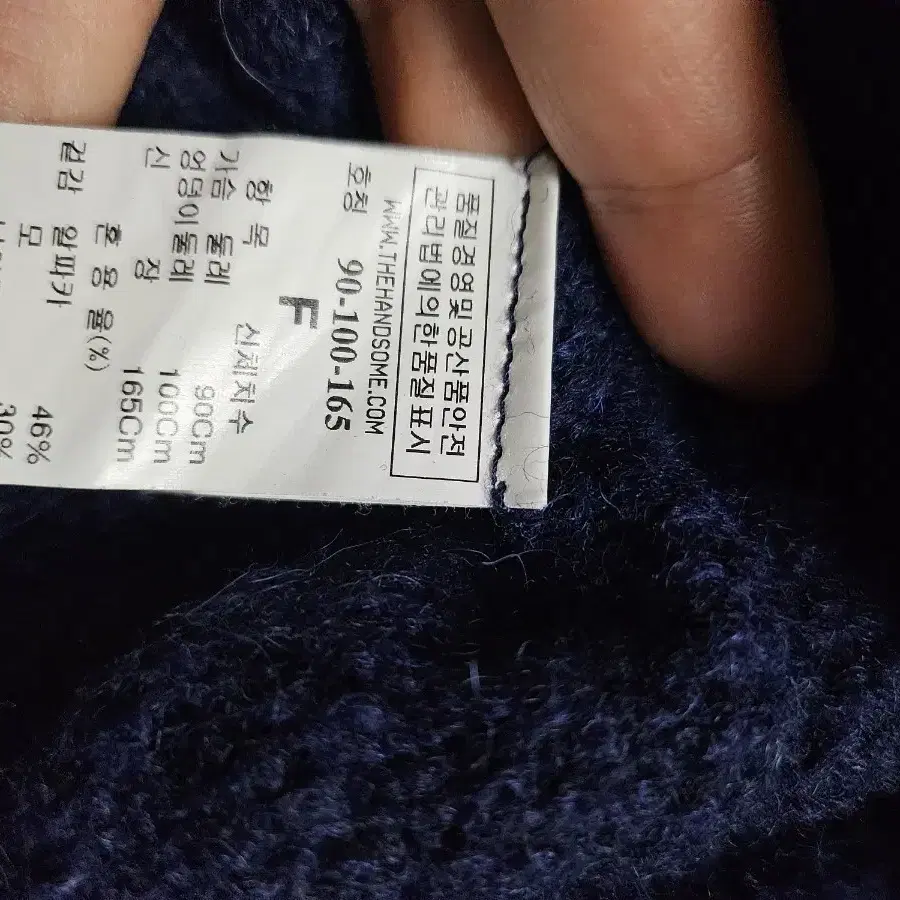 품질경영및공산품안전
관리법에의한품질 표시
WWW.THEHANDSOME.COM
호칭 90-100-165
F
항 목 신체치수
가슴 둘레 90Cm
엉덩이둘레 100Cm
신 장 165Cm
혼 용 율(%)
겉감 알파카 46%
모 30%